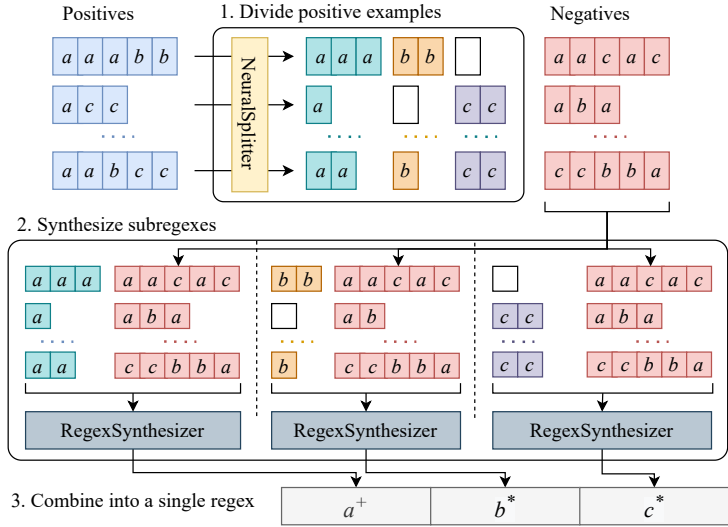 Positives
1. Divide positive examples
Negatives
a a a b b
NeuralSplitter
a a a
b b
a a c a c
a c c
a
c c
a b a
. . . .
. . . .
. . . .
. . . .
. . . .
a a b c c
a a
b
c c
c c b b a
2. Synthesize subregexes
a a a
a a c a c
b b
a a c a c
a a c a c
a
a b a
a b
c c
a b a
. . . .
. . . .
. . . .
. . . .
. . . .
. . . .
a a
c c b b a
b
c c b b a
c c
c c b b a
RegexSynthesizer
RegexSynthesizer
RegexSynthesizer
3. Combine into a single regex
a⁺
b*
c*